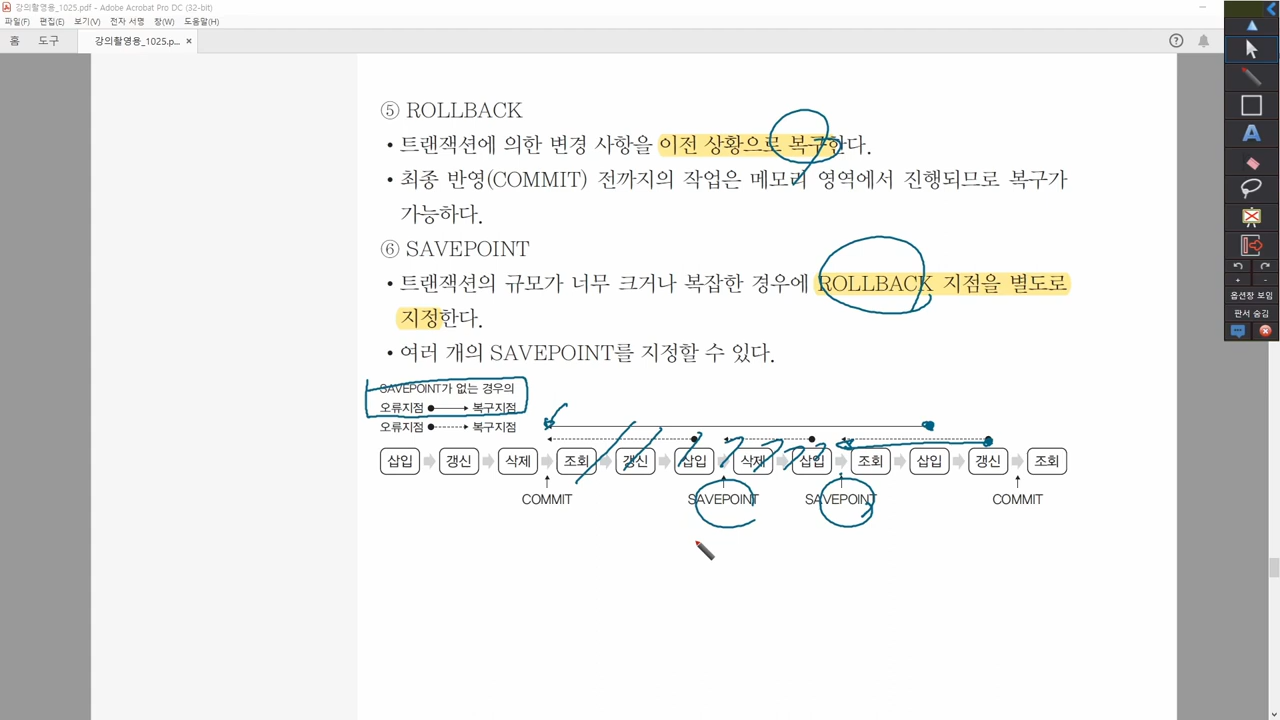 강의촬영용_1025.pdf - Adobe Acrobat Pro DC (32-bit)
파일(F) 편집(E) 보기(V) 전자 서명 창(W) 도움말(H)
홈 도구 강의촬영용_1025.p... ×
⑤ ROLLBACK
• 트랜잭션에 의한 변경 사항을 이전 상황으로 복구한다.
• 최종 반영(COMMIT) 전까지의 작업은 메모리 영역에서 진행되므로 복구가
가능하다.
⑥ SAVEPOINT
• 트랜잭션의 규모가 너무 크거나 복잡한 경우에 ROLLBACK 지점을 별도로
지정한다.
• 여러 개의 SAVEPOINT를 지정할 수 있다.
SAVEPOINT가 없는 경우의
오류지점 복구지점
오류지점 복구지점
삽입 갱신 삭제 조회 갱신 삽입 삭제 삽입 조회 삽입 갱신 조회
COMMIT SAVEPOINT SAVEPOINT COMMIT
옵션창 보임
판서 숨김